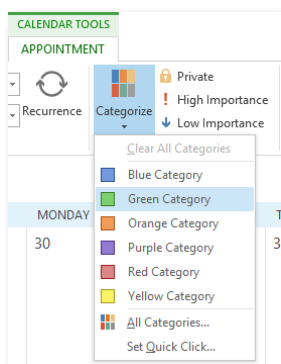 CALENDAR TOOLS
APPOINTMENT
Recurrence
Categorize
Private
High Importance
Low Importance
Clear All Categories
Blue Category
Green Category
Orange Category
Purple Category
Red Category
Yellow Category
All Categories...
Set Quick Click...
MONDAY
30